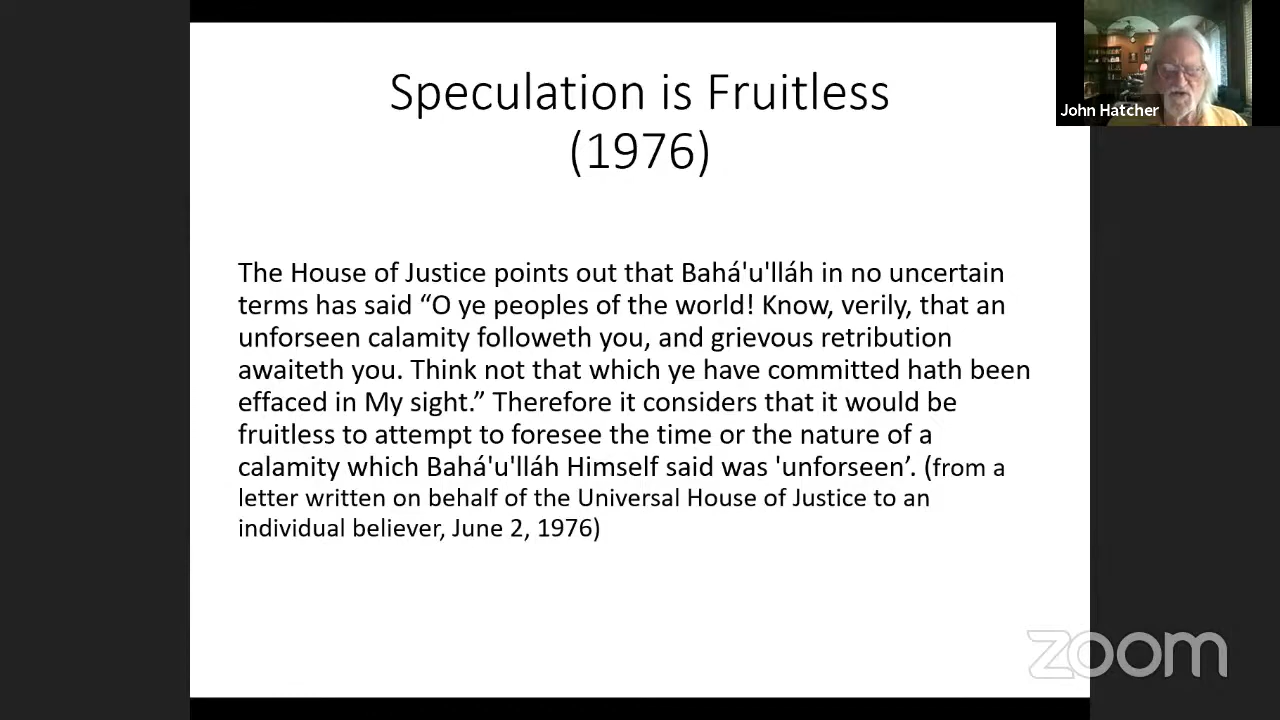 Speculation is Fruitless
(1976)
John Hatcher
The House of Justice points out that Bahá'u'lláh in no uncertain
terms has said “O ye peoples of the world! Know, verily, that an
unforseen calamity followeth you, and grievous retribution
awaiteth you. Think not that which ye have committed hath been
effaced in My sight.” Therefore it considers that it would be
fruitless to attempt to foresee the time or the nature of a
calamity which Bahá'u'lláh Himself said was 'unforseen’. (from a
letter written on behalf of the Universal House of Justice to an
individual believer, June 2, 1976)
zoom